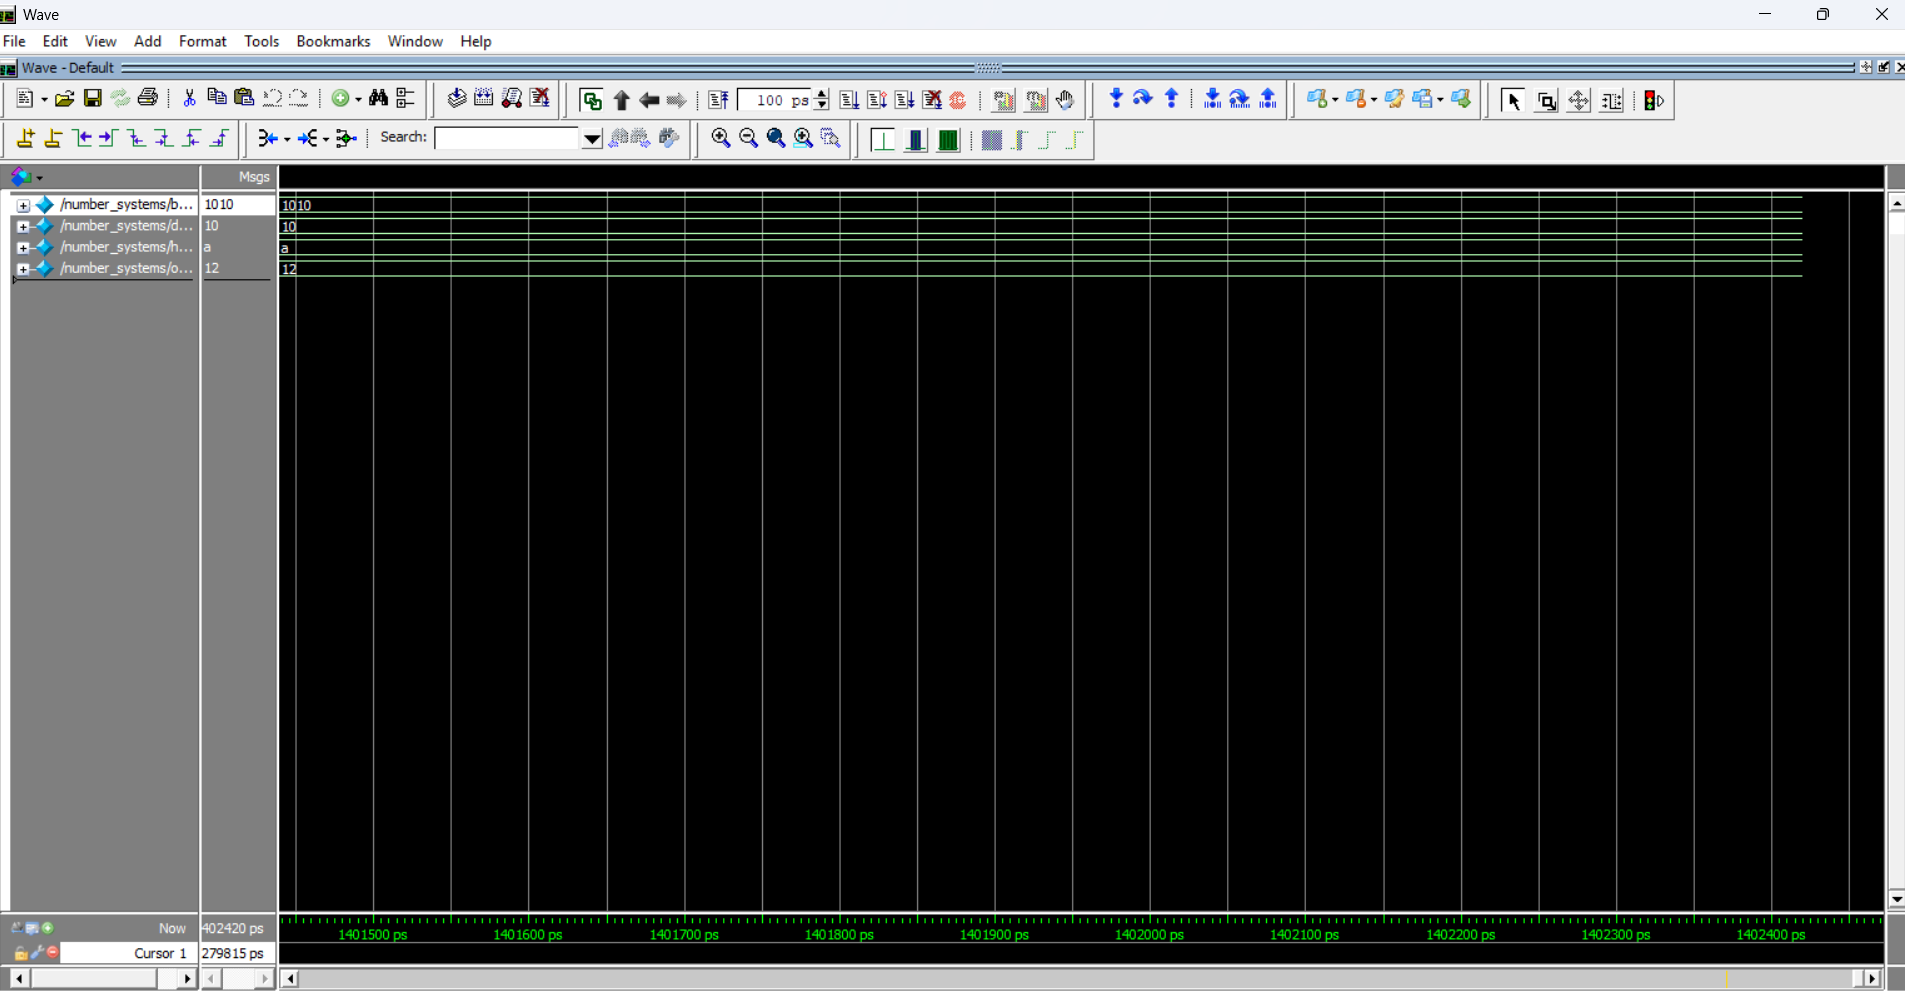 Wave
File Edit View Add Format Tools Bookmarks Window Help
Wave - Default
100 ps
Search:
Msgs
/number_systems/b... 1010 1010
/number_systems/d... 10 10
/number_systems/h... a a
/number_systems/o... 12 12
Now 402420 ps
1401500 ps 1401600 ps 1401700 ps 1401800 ps 1401900 ps 1402000 ps 1402100 ps 1402200 ps 1402300 ps 1402400 ps
Cursor 1 279815 ps